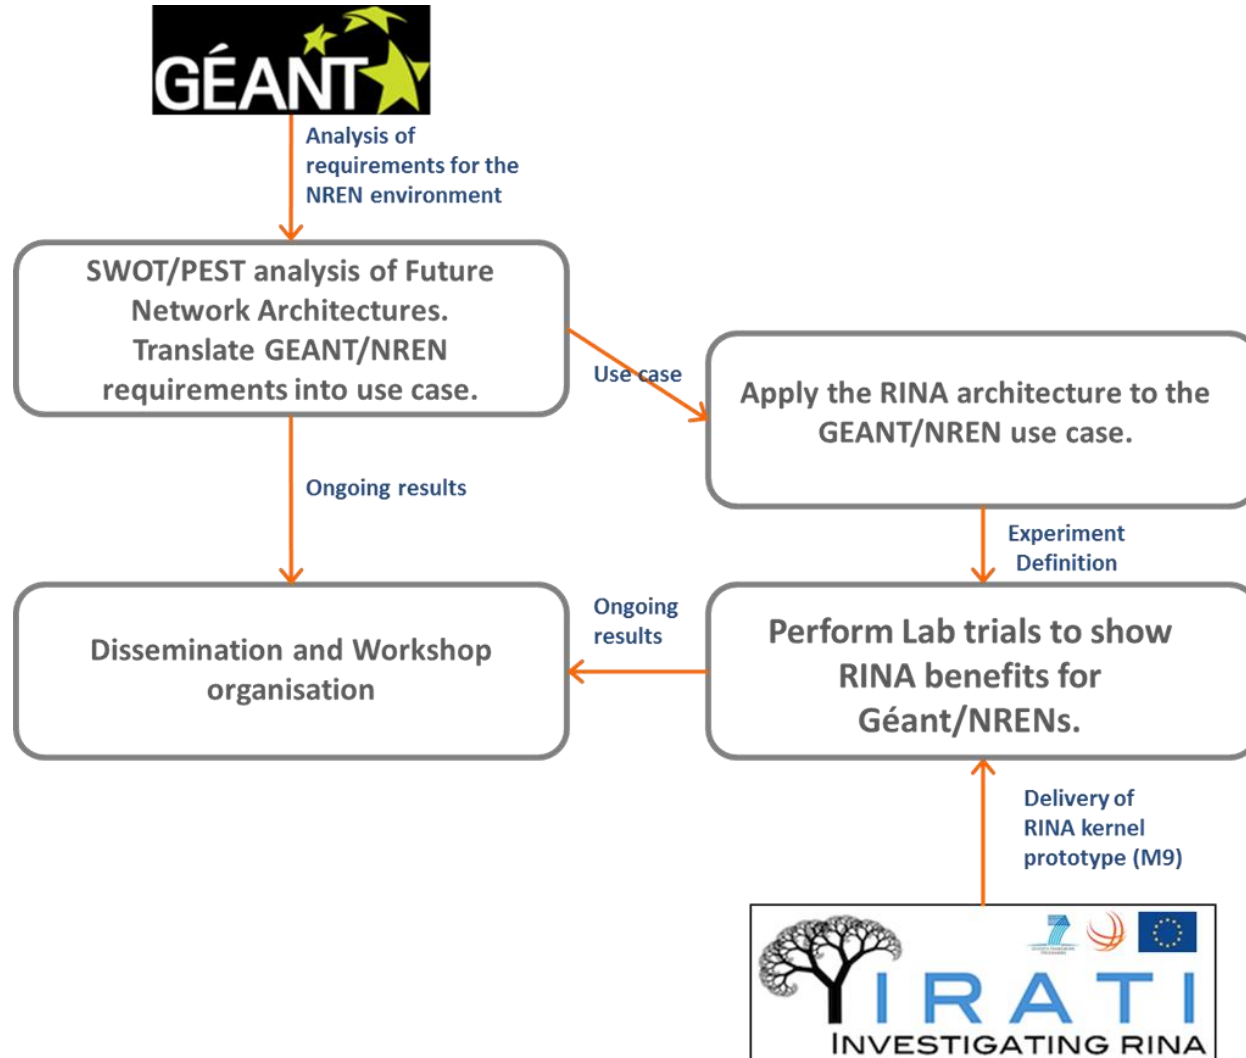 GÉANT
Analysis of
requirements for the
NREN environment
SWOT/PEST analysis of Future
Network Architectures.
Translate GEANT/NREN
requirements into use case.
Use case
Apply the RINA architecture to the
GEANT/NREN use case.
Ongoing results
Experiment
Definition
Dissemination and Workshop
organisation
Ongoing
results
Perform Lab trials to show
RINA benefits for
Géant/NRENs.
Delivery of
RINA kernel
prototype (M9)
IRATI
INVESTIGATING RINA